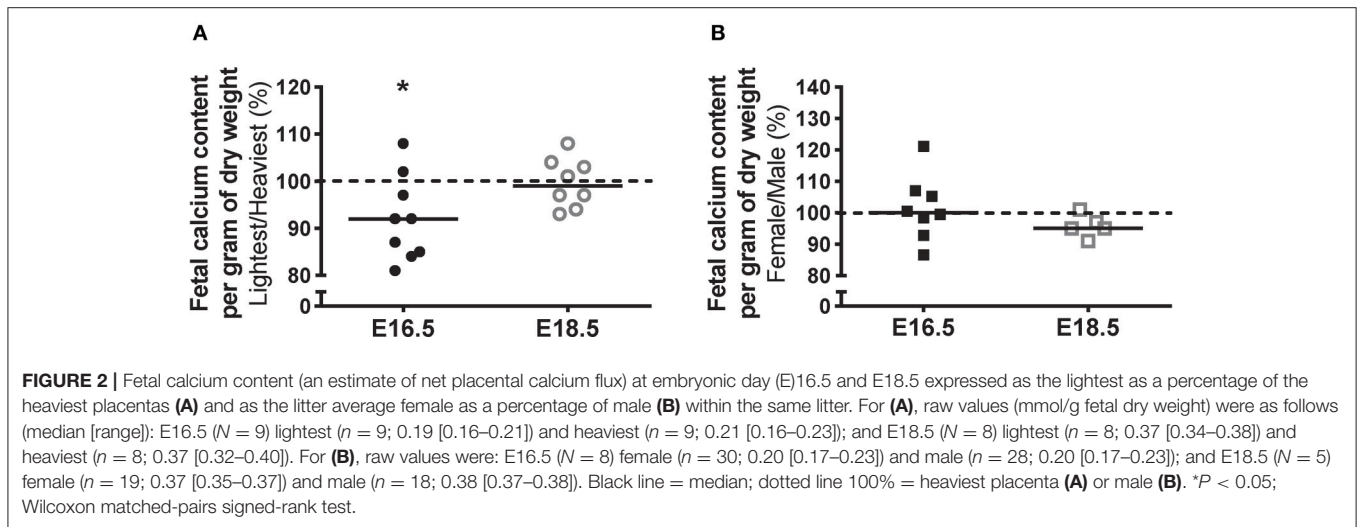 A
Fetal calcium content
per gram of dry weight
Lightest/Heaviest (%)
120
110
100
90
80
0
*
E16.5
E18.5
B
Fetal calcium content
per gram of dry weight
Female/Male (%)
140
130
120
110
100
90
80
0
E16.5
E18.5
FIGURE 2 | Fetal calcium content (an estimate of net placental calcium flux) at embryonic day (E)16.5 and E18.5 expressed as the lightest as a percentage of the
heaviest placentas (A) and as the litter average female as a percentage of male (B) within the same litter. For (A), raw values (mmol/g fetal dry weight) were as follows
(median [range]): E16.5 (N = 9) lightest (n = 9; 0.19 [0.16–0.21]) and heaviest (n = 9; 0.21 [0.16–0.23]); and E18.5 (N = 8) lightest (n = 8; 0.37 [0.34–0.38]) and
heaviest (n = 8; 0.37 [0.32–0.40]). For (B), raw values were: E16.5 (N = 8) female (n = 30; 0.20 [0.17–0.23]) and male (n = 28; 0.20 [0.17–0.23]); and E18.5 (N = 5)
female (n = 19; 0.37 [0.35–0.37]) and male (n = 18; 0.38 [0.37–0.38]). Black line = median; dotted line 100% = heaviest placenta (A) or male (B). *P < 0.05;
Wilcoxon matched-pairs signed-rank test.